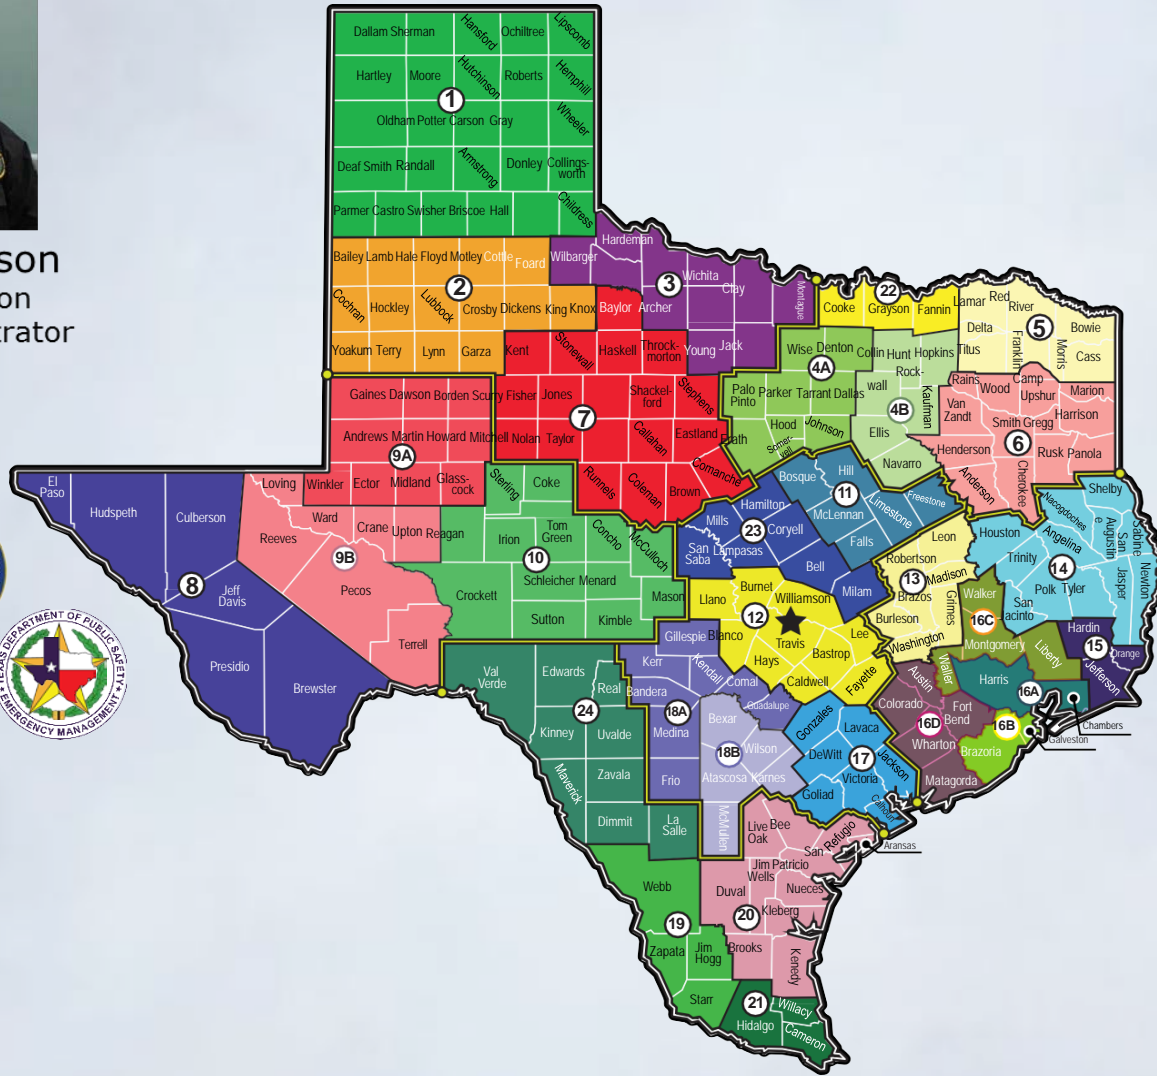 son
on
trator
Dallam Sherman Hansford Ochiltree Lipscomb
Hartley Moore Hutchinson Roberts Hemphill
1
Oldham Potter Carson Gray Wheeler
Deaf Smith Randall Armstrong Donley Collings-
worth
Parmer Castro Swisher Briscoe Hall Childress
Bailey Lamb Hale Floyd Motley Cottle Foard Wilbarger Hardeman
2
Cochran Hockley Lubbock Crosby Dickens King Knox Baylor Archer
3
Wichita Clay Montague
Yoakum Terry Lynn Garza Kent Stonewall Haskell Throck-
morton Young Jack
22
Cooke Grayson Fannin Lamar Red
River
5
Bowie
Delta Franklin Morris Cass
Titus
Wise Denton
4A
Collin Hunt Hopkins
Rock-
wall
4B
Kaufman
Ellis
Navarro
Palo
Pinto Parker Tarrant Dallas
Hood Johnson
Somer-
vell
Erath
Rains Wood Camp
Upshur Marion
Van
Zandt Smith Gregg Harrison
6
Henderson Rusk Panola
Anderson Cherokee
Gaines Dawson Borden Scurry Fisher Jones Shackel-
ford Stephens
7
Andrews Martin Howard Mitchell Nolan Taylor Callahan Eastland
9A
Winkler Ector Midland Glass-
cock
Runnels Coleman Brown Comanche
Loving
Ward
Reeves Crane Upton Reagan
9B
Pecos
Terrell
El
Paso Hudspeth Culberson
8
Jeff
Davis
Presidio Brewster
Sterling Coke
Irion Tom
Green Concho McCulloch
10
Schleicher Menard
Crockett Sutton Kimble Mason
Bosque Hill
11
McLennan Limestone Freestone
Falls
Hamilton
Mills 23 Coryell
San
Saba Lampasas
Bell
Milam
Leon
Robertson
13 Madison
Brazos Grimes
Burleson
Washington
Shelby
Nacogdoches
Houston Angelina San
Augustin
e Sabine
Trinity 14
Polk Tyler Jasper Newton
San
acinto
Burnet Williamson
Llano 12
Travis Lee
Blanco Hays Bastrop
Caldwell Fayette
Walker
16C
Montgomery Liberty
Waller
Hardin
15
Orange
Jefferson
Harris
16A
Chambers
Galveston
16B
Brazoria
Austin
Colorado Fort
Bend
16D
Wharton
Matagorda
Gillespie
Kerr Kendall Comal
Bandera Guadalupe
18A
Medina
Frio
Bexar
Wilson
18B
Atascosa Karnes
McMullen
Val
Verde Edwards
Real
24
Kinney Uvalde
Maverick Zavala
Dimmit La
Salle
Gonzales Lavaca
DeWitt 17 Jackson
Victoria
Goliad Calhoun
Live
Oak Bee
Refugio
Aransas
San
Patricio
Jim
Wells
Duval Nueces
20 Kleberg
Brooks Kenedy
Webb
19
Zapata Jim
Hogg
Starr
21
Willacy
Hidalgo
Cameron
TEXAS DEPARTMENT OF PUBLIC SAFETY
EMERGENCY MANAGEMENT